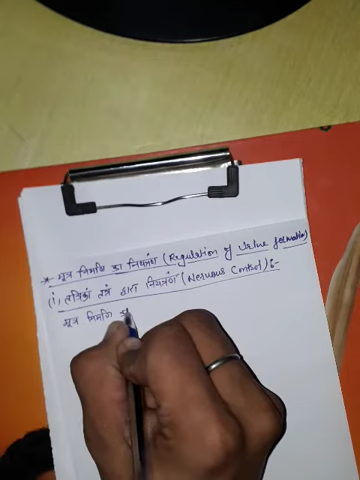 * मूत्र निर्माण का नियंत्रण (Regulation of Urine formation)
(i) तंत्रिका तंत्र द्वारा नियंत्रण (Nervous Control):-
मूत्र निर्माण